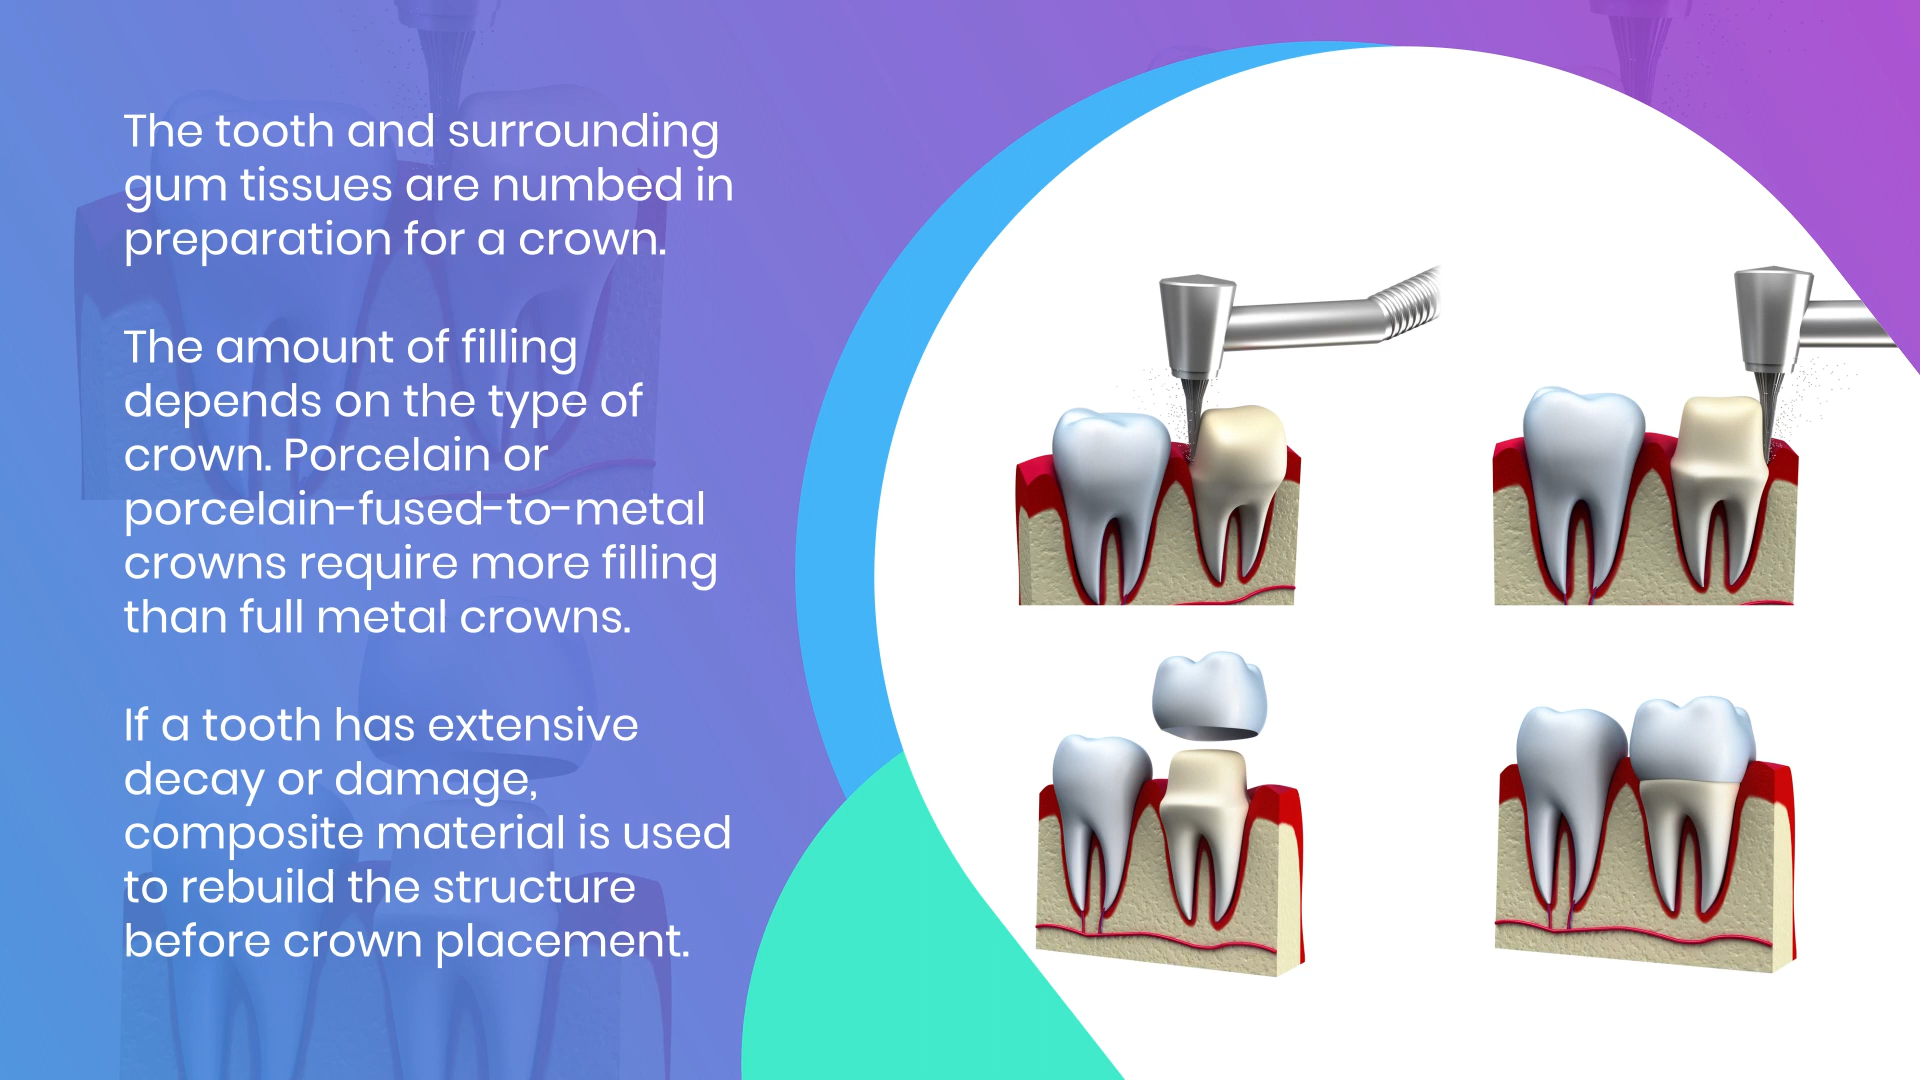 The tooth and surrounding
gum tissues are numbed in
preparation for a crown.
The amount of filling
depends on the type of
crown. Porcelain or
porcelain-fused-to-metal
crowns require more filling
than full metal crowns.
If a tooth has extensive
decay or damage,
composite material is used
to rebuild the structure
before crown placement.